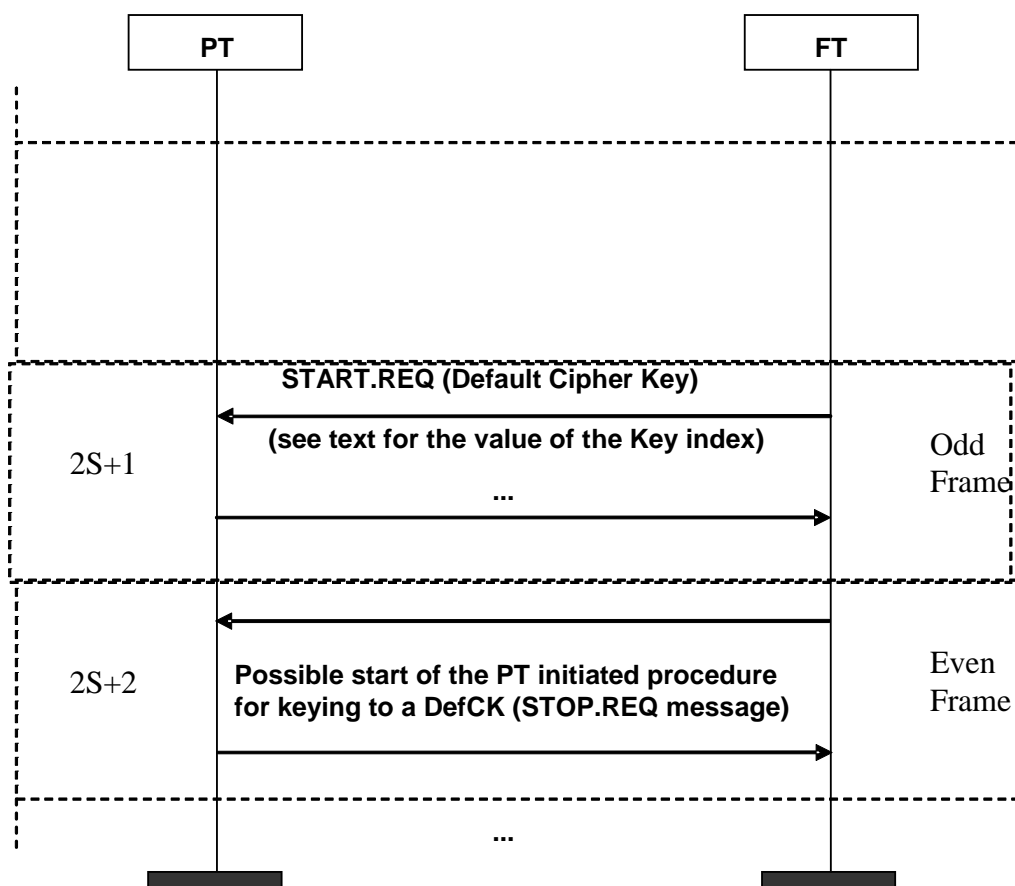 PT
FT
START.REQ (Default Cipher Key)
(see text for the value of the Key index)
2S+1
Odd
Frame
...
2S+2
Possible start of the PT initiated procedure
for keying to a DefCK (STOP.REQ message)
Even
Frame
...